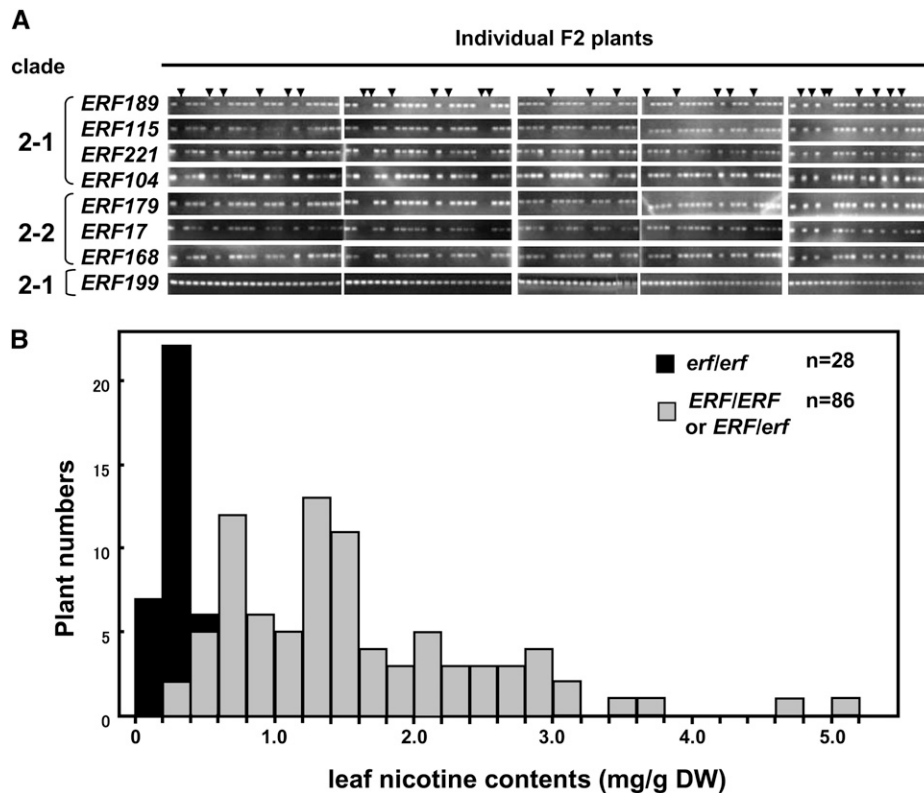 A
Individual F2 plants
clade
2-1
ERF189
ERF115
ERF221
ERF104
2-2
ERF179
ERF17
ERF168
2-1
ERF199
B
erf/erf n=28
ERF/ERF n=86
or ERF/erf
Plant numbers
20
15
10
5
0
0 1.0 2.0 3.0 4.0 5.0
leaf nicotine contents (mg/g DW)